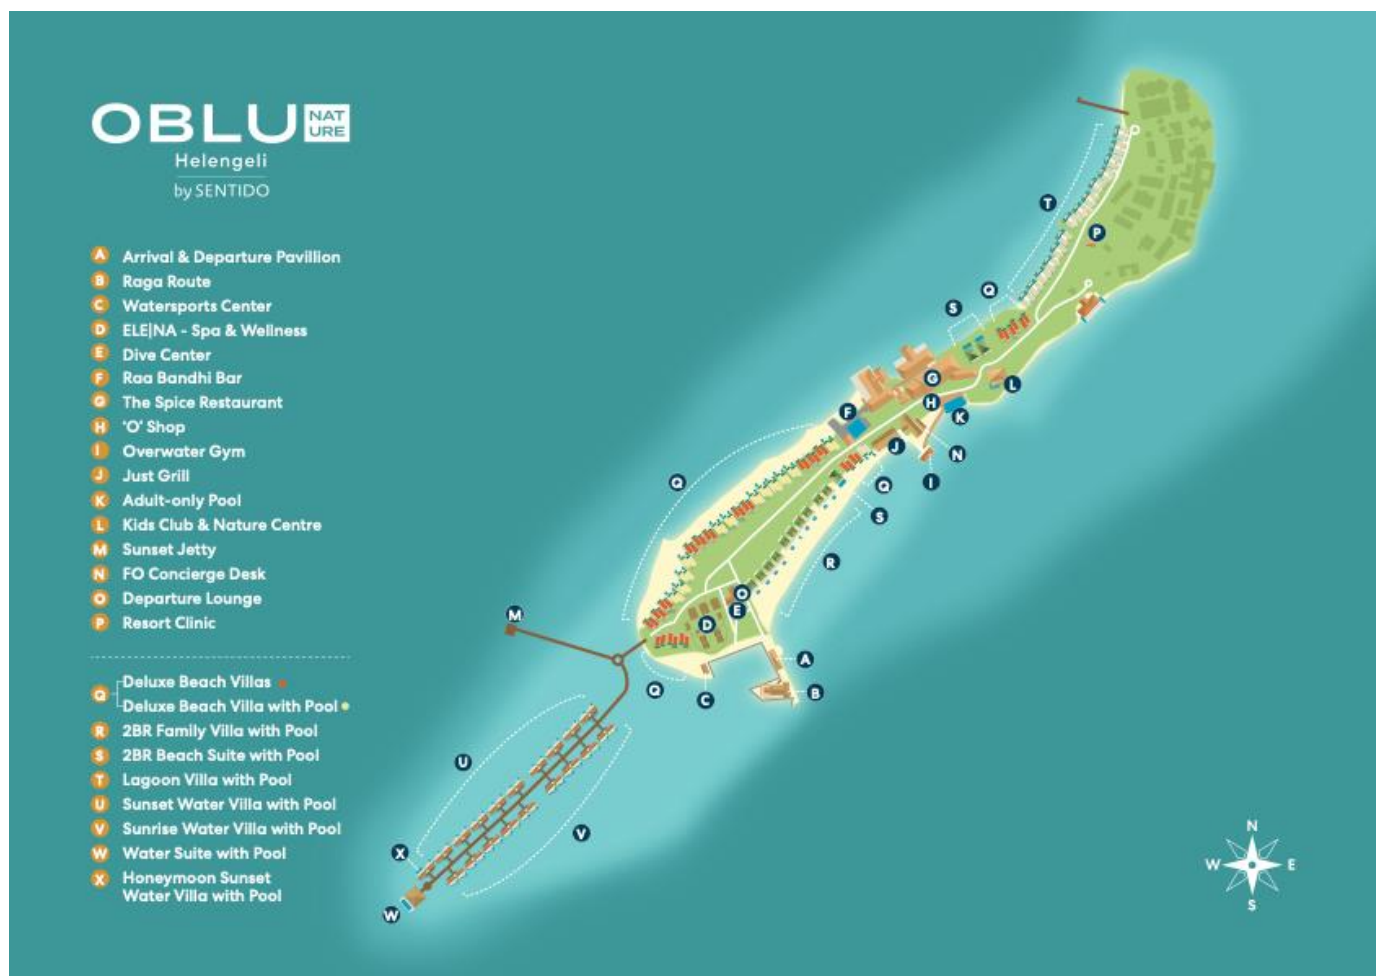 OBLU NAT
URE
Helengeli
by SENTIDO
A Arrival & Departure Pavillion
B Raga Route
C Watersports Center
D ELE|NA - Spa & Wellness
E Dive Center
F Raa Bandhi Bar
G The Spice Restaurant
H 'O' Shop
I Overwater Gym
J Just Grill
K Adult-only Pool
L Kids Club & Nature Centre
M Sunset Jetty
N FO Concierge Desk
O Departure Lounge
P Resort Clinic
Q Deluxe Beach Villas
Deluxe Beach Villa with Pool
R 2BR Family Villa with Pool
S 2BR Beach Suite with Pool
T Lagoon Villa with Pool
U Sunset Water Villa with Pool
V Sunrise Water Villa with Pool
W Water Suite with Pool
X Honeymoon Sunset
Water Villa with Pool
T
P
Q
S
G
L
H
F
K
J
N
Q
I
Q
S
R
O
E
M
D
A
Q
B
C
U
V
X
W
N
W E
S